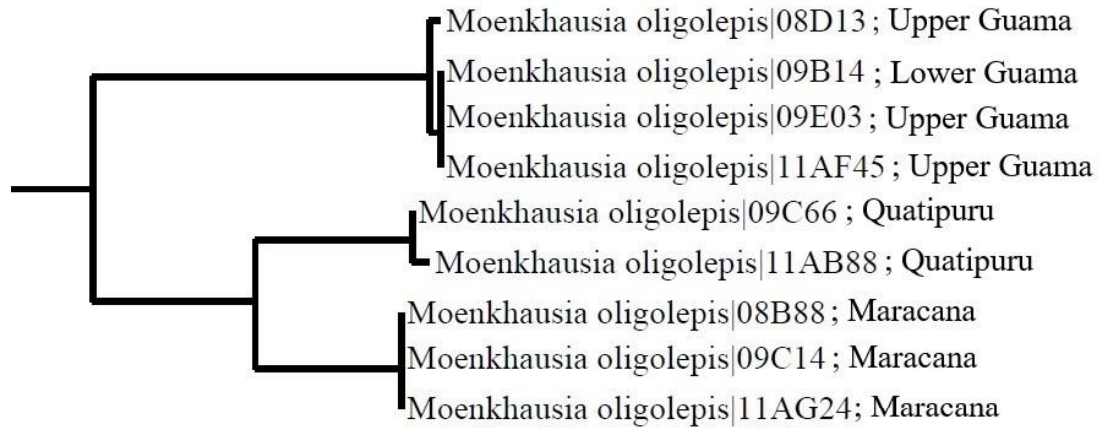 Moenkhausia oligolepis|08D13 ; Upper Guama
Moenkhausia oligolepis|09B14 ; Lower Guama
Moenkhausia oligolepis|09E03 ; Upper Guama
Moenkhausia oligolepis|11AF45 ; Upper Guama
Moenkhausia oligolepis|09C66 ; Quatipuru
Moenkhausia oligolepis|11AB88 ; Quatipuru
Moenkhausia oligolepis|08B88 ; Maracana
Moenkhausia oligolepis|09C14 ; Maracana
Moenkhausia oligolepis|11AG24; Maracana